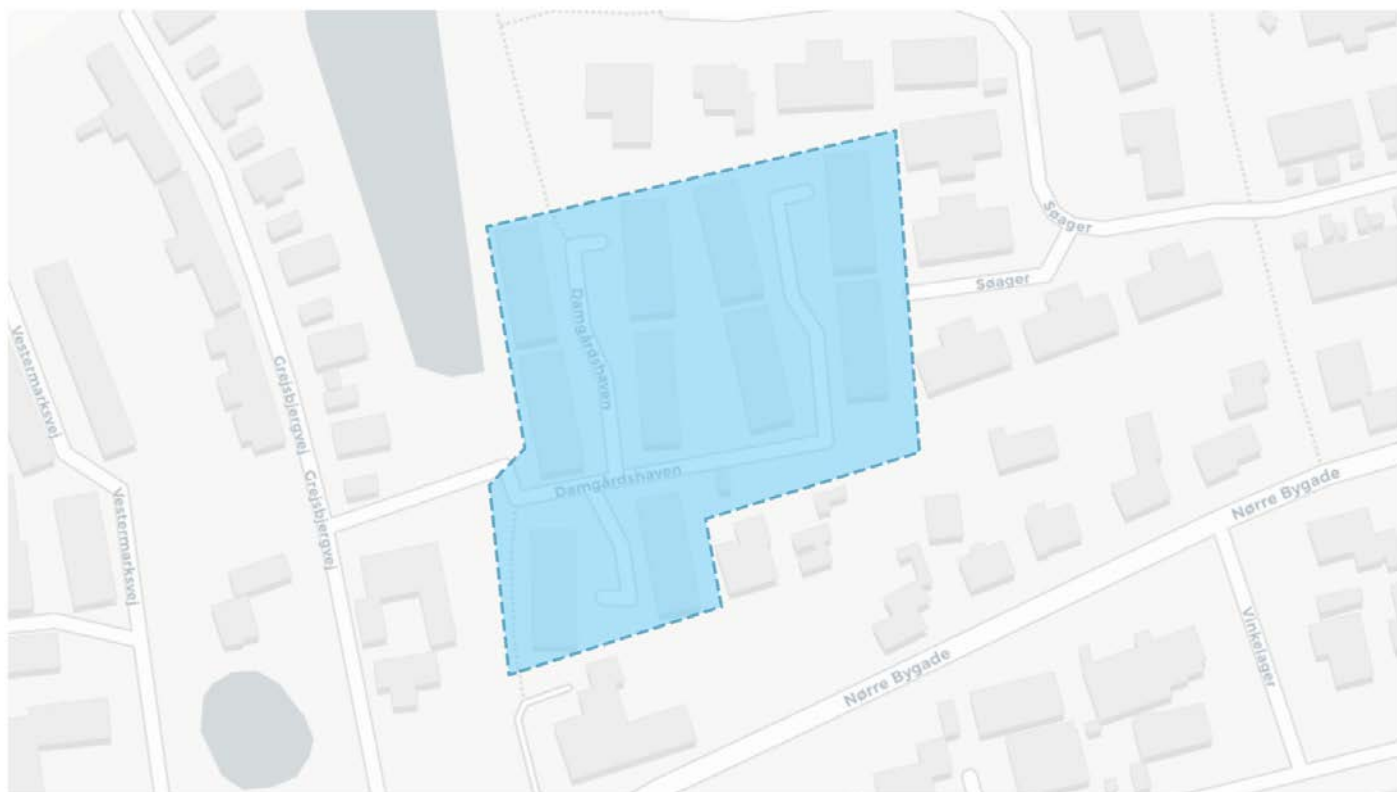 Søager
Søager
Damgårdshaven
Vestermarksvej
Grejsbjergvej
Grejsbjergvej
Damgårdshaven
Vestermarksvej
Nørre Bygade
Vinkelager
Nørre Bygade